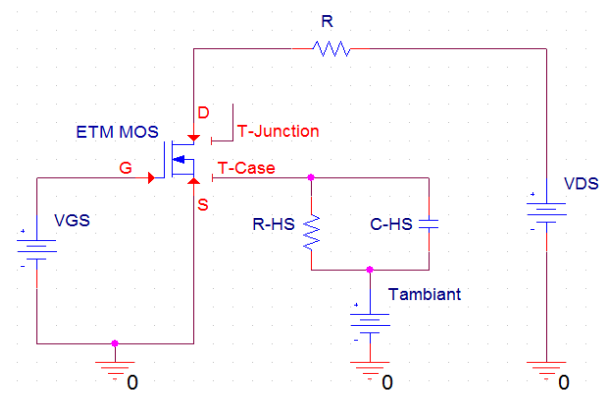 R
D
ETM MOS
T-Junction
G
T-Case
S
VGS
R-HS
C-HS
VDS
Tambiant
0
0
0